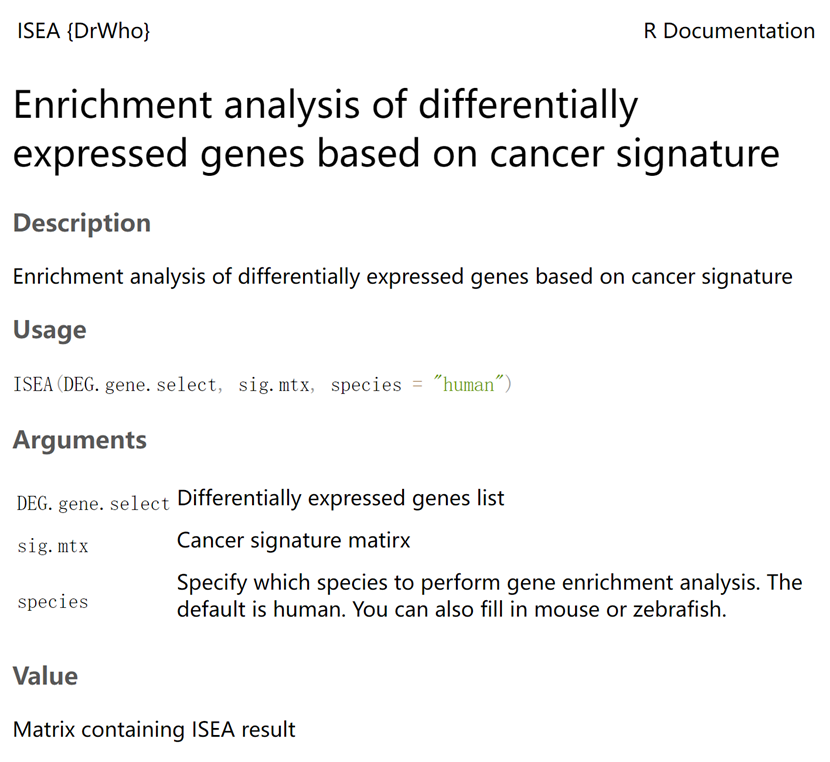 ISEA {DrWho}
R Documentation
Enrichment analysis of differentially
expressed genes based on cancer signature
Description
Enrichment analysis of differentially expressed genes based on cancer signature
Usage
ISEA(DEG.gene.select, sig.mtx, species = "human")
Arguments
DEG.gene.select Differentially expressed genes list
sig.mtx Cancer signature matirx
species Specify which species to perform gene enrichment analysis. The
default is human. You can also fill in mouse or zebrafish.
Value
Matrix containing ISEA result